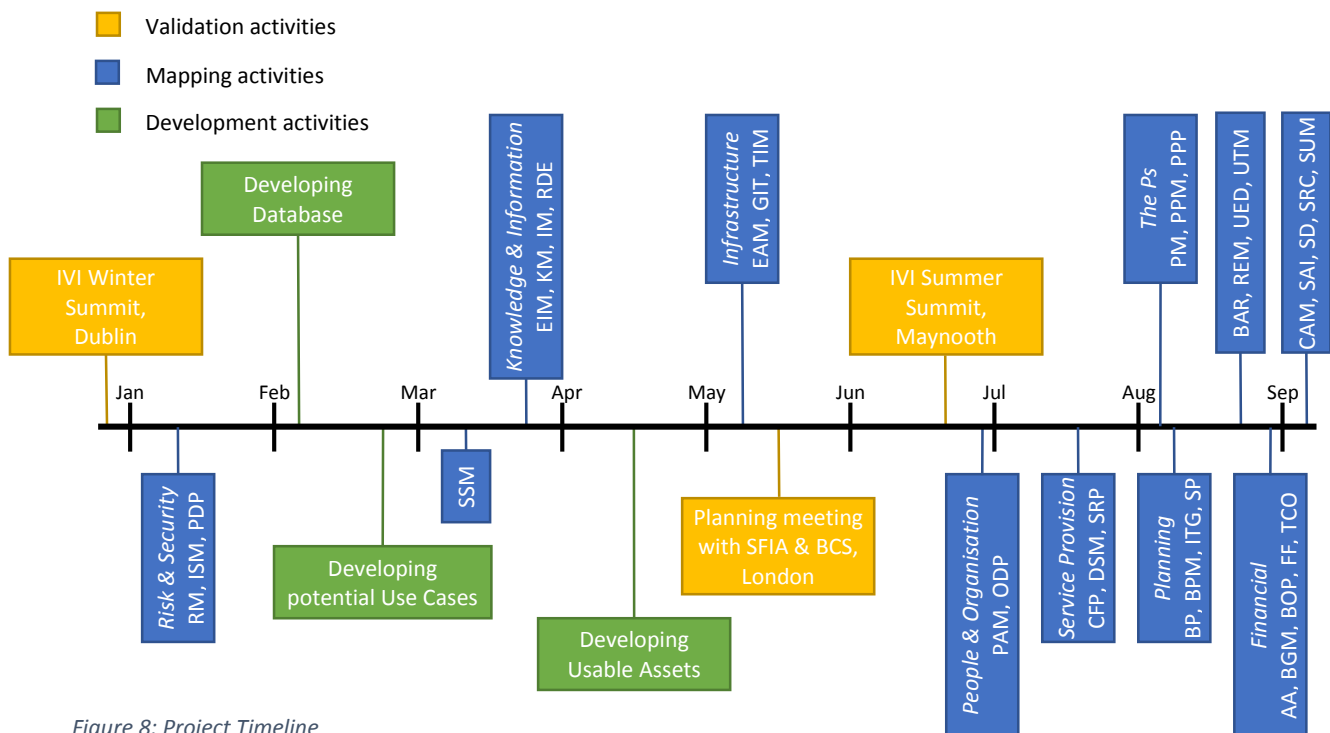 Validation activities
Mapping activities
Development activities
Developing
Database
IVI Winter
Summit,
Dublin
Knowledge & Information
EIM, KM, IM, RDE
Infrastructure
EAM, GIT, TIM
IVI Summer
Summit,
Maynooth
The Ps
PM, PPM, PPP
BAR, REM, UED, UTM
CAM, SAI, SD, SRC, SUM
Jan
Feb
Mar
Apr
May
Jun
Jul
Aug
Sep
Risk & Security
RM, ISM, PDP
Developing
potential Use Cases
SSM
Developing
Usable Assets
Planning meeting
with SFIA & BCS,
London
People & Organisation
PAM, ODP
Service Provision
CFP, DSM, SRP
Planning
BP, BPM, ITG, SP
Financial
AA, BGM, BOP, FF, TCO
Figure 8: Project Timeline